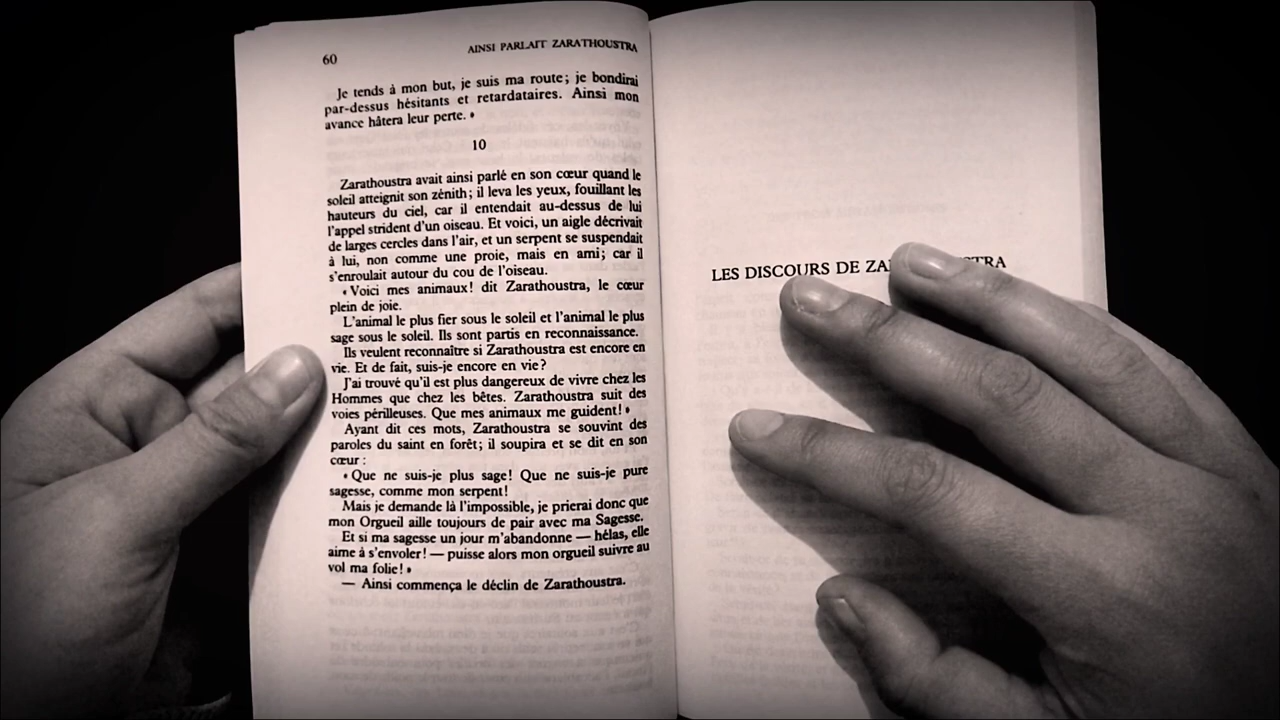 60
AINSI PARLAIT ZARATHOUSTRA
Je tends à mon but, je suis ma route; je bondirai
par-dessus hésitants et retardataires. Ainsi mon
avance hâtera leur perte. »
10
Zarathoustra avait ainsi parlé en son cœur quand le
soleil atteignit son zénith; il leva les yeux, fouillant les
hauteurs du ciel, car il entendait au-dessus de lui
l'appel strident d'un oiseau. Et voici, un aigle décrivait
de larges cercles dans l'air, et un serpent se suspendait
à lui, non comme une proie, mais en ami; car il
s'enroulait autour du cou de l'oiseau.
« Voici mes animaux! dit Zarathoustra, le cœur
plein de joie.
L'animal le plus fier sous le soleil et l'animal le plus
sage sous le soleil. Ils sont partis en reconnaissance.
Ils veulent reconnaître si Zarathoustra est encore en
vie. Et de fait, suis-je encore en vie?
J'ai trouvé qu'il est plus dangereux de vivre chez les
Hommes que chez les bêtes. Zarathoustra suit des
voies périlleuses. Que mes animaux me guident! »
Ayant dit ces mots, Zarathoustra se souvint des
paroles du saint en forêt; il soupira et se dit en son
cœur :
« Que ne suis-je plus sage! Que ne suis-je pure
sagesse, comme mon serpent!
Mais je demande là l'impossible, je prierai donc que
mon Orgueil aille toujours de pair avec ma Sagesse.
Et si ma sagesse un jour m'abandonne — hélas, elle
aime à s'envoler! — puisse alors mon orgueil suivre au
vol ma folie! »
— Ainsi commença le déclin de Zarathoustra.
LES DISCOURS DE